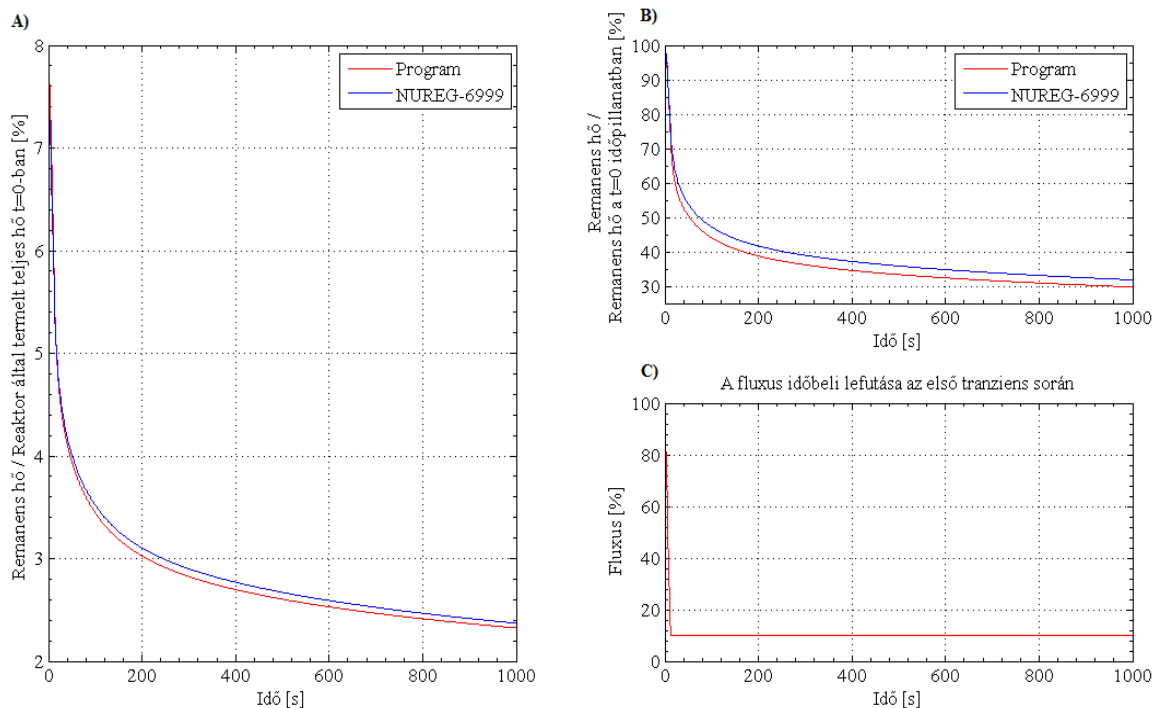 A)
8
7
6
5
4
3
2
0 200 400 600 800 1000
Idő [s]
Remanens hő / Reaktor által termelt teljes hő t=0-ban [%]
Program
NUREG-6999
B)
100
90
80
70
60
50
40
30
0 200 400 600 800 1000
Idő [s]
Remanens hő /
Remanens hő a t=0 időpillanatban [%]
Program
NUREG-6999
C)
A fluxus időbeli lefutása az első tranziens során
100
80
60
40
20
0
0 200 400 600 800 1000
Idő [s]
Fluxus [%]